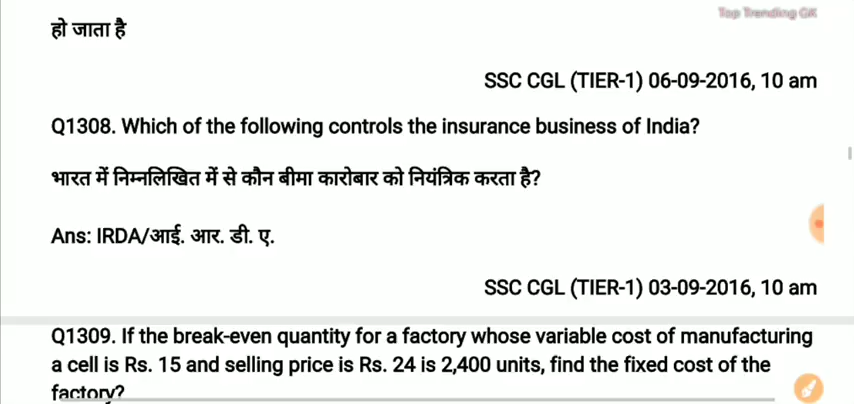 Top Trending GK
हो जाता है
SSC CGL (TIER-1) 06-09-2016, 10 am
Q1308. Which of the following controls the insurance business of India?
भारत में निम्नलिखित में से कौन बीमा कारोबार को नियंत्रिक करता है?
Ans: IRDA/आई. आर. डी. ए.
SSC CGL (TIER-1) 03-09-2016, 10 am
Q1309. If the break-even quantity for a factory whose variable cost of manufacturing
a cell is Rs. 15 and selling price is Rs. 24 is 2,400 units, find the fixed cost of the
factory?